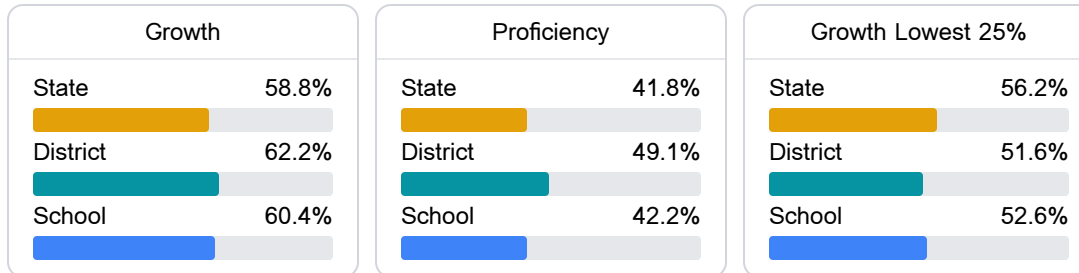 Growth
State 58.8%
District 62.2%
School 60.4%
Proficiency
State 41.8%
District 49.1%
School 42.2%
Growth Lowest 25%
State 56.2%
District 51.6%
School 52.6%